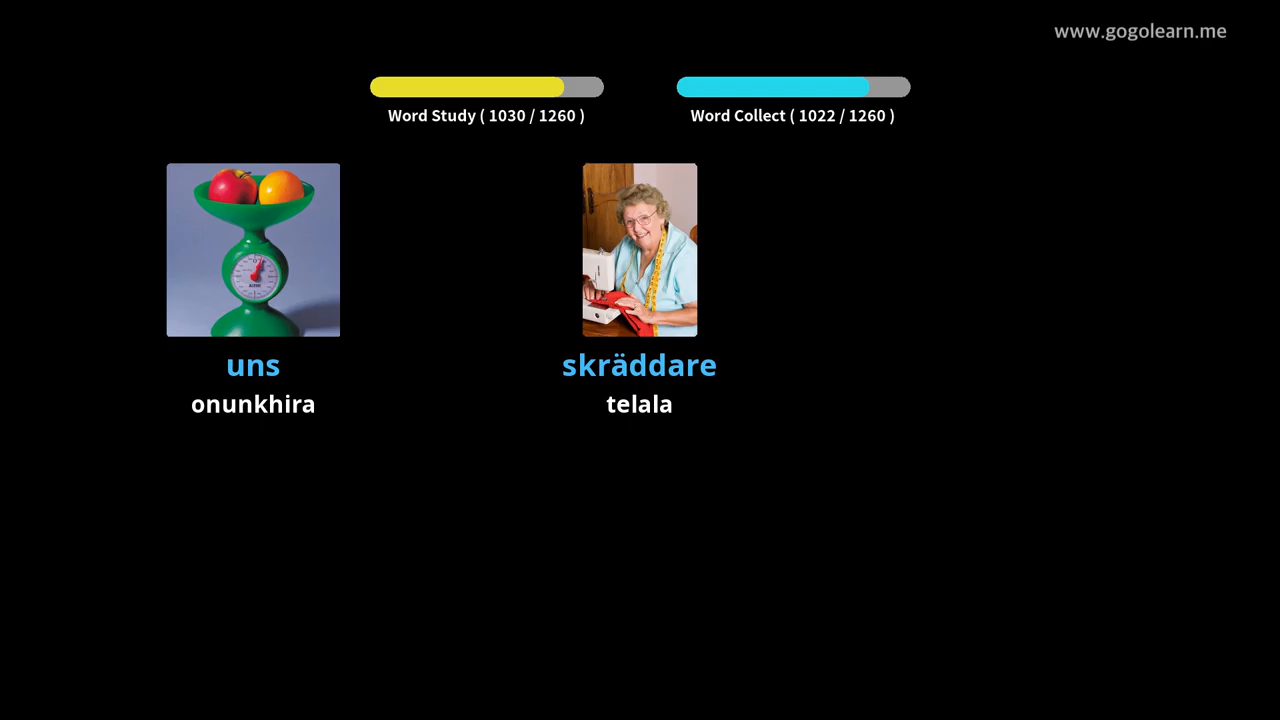 www.gogolearn.me
Word Study ( 1030 / 1260 )
Word Collect ( 1022 / 1260 )
uns
skräddare
onunkhira
telala